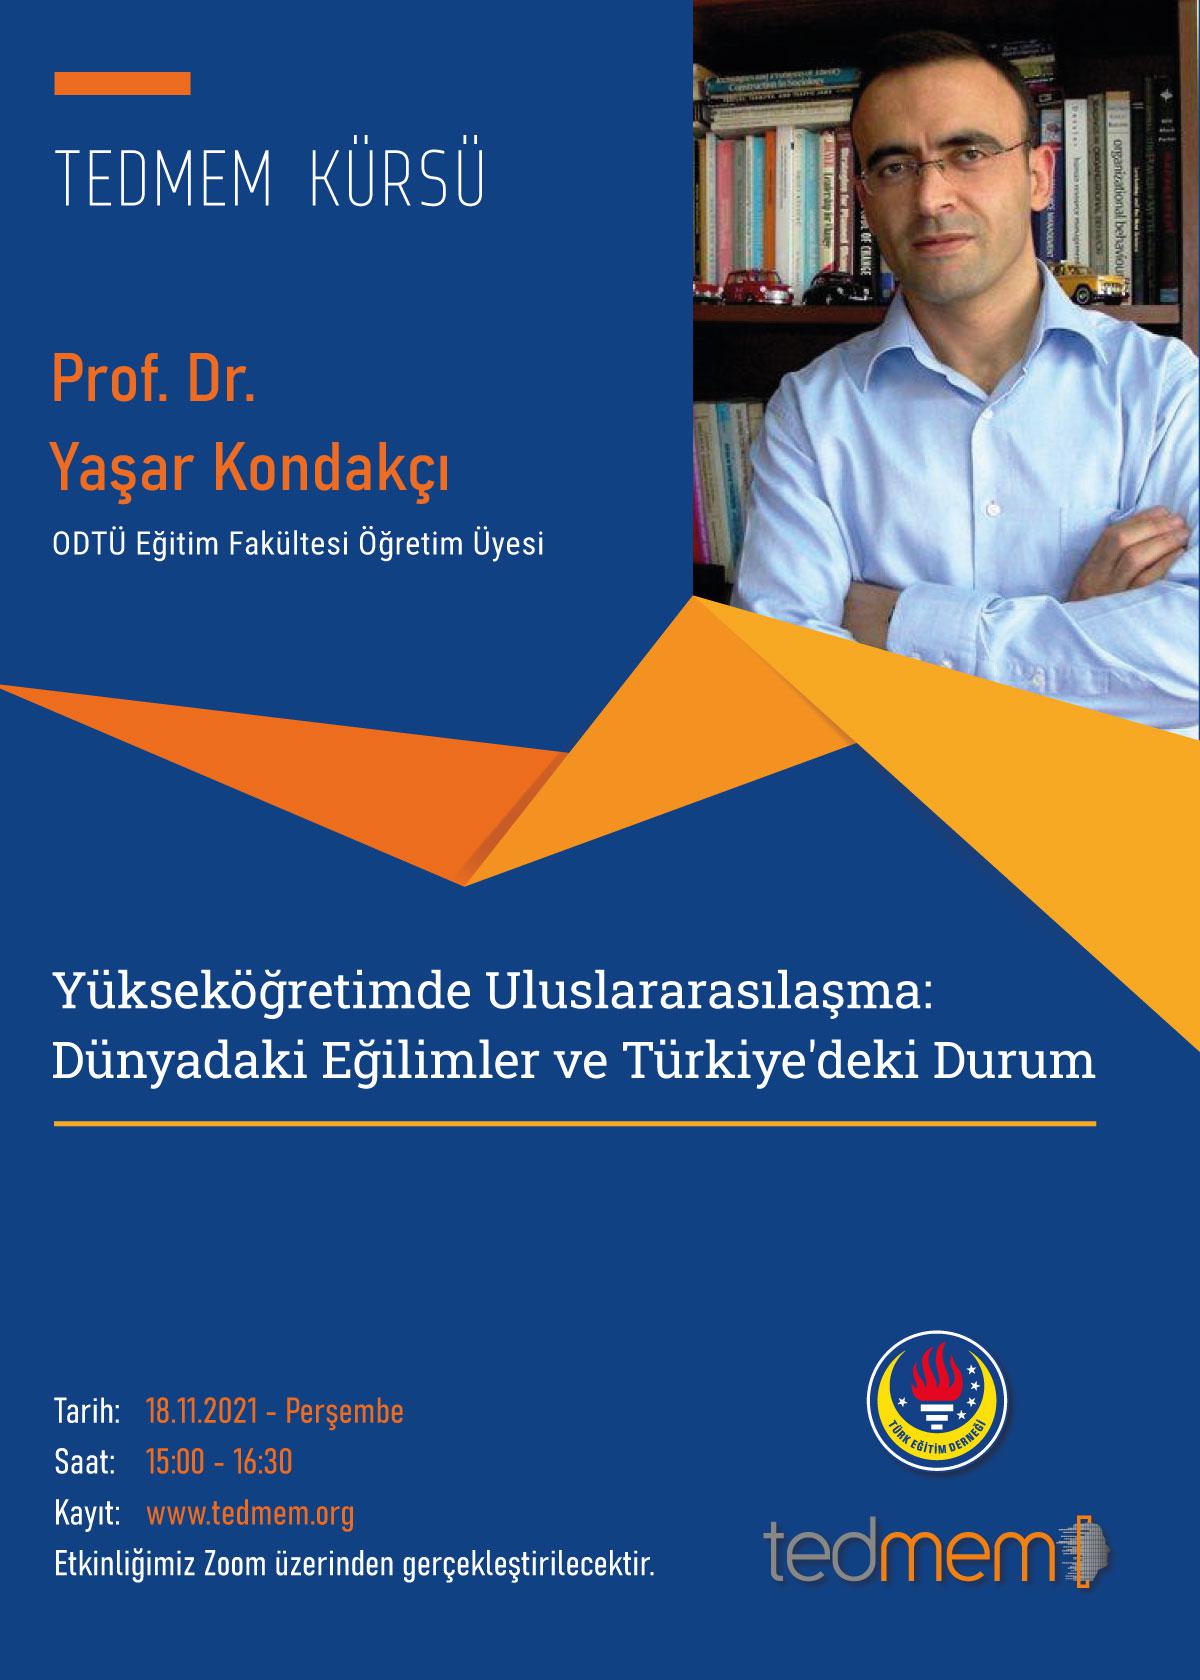 TEDMEM KÜRSÜ
Prof. Dr.
Yaşar Kondakçı
ODTÜ Eğitim Fakültesi Öğretim Üyesi
organizational behaviour
Yükseköğretimde Uluslararasılaşma:
Dünyadaki Eğilimler ve Türkiye'deki Durum
Tarih: 18.11.2021 - Perşembe
Saat: 15:00 - 16:30
Kayıt: www.tedmem.org
Etkinliğimiz Zoom üzerinden gerçekleştirilecektir.
TÜRK EĞİTİM DERNEĞİ
tedmem